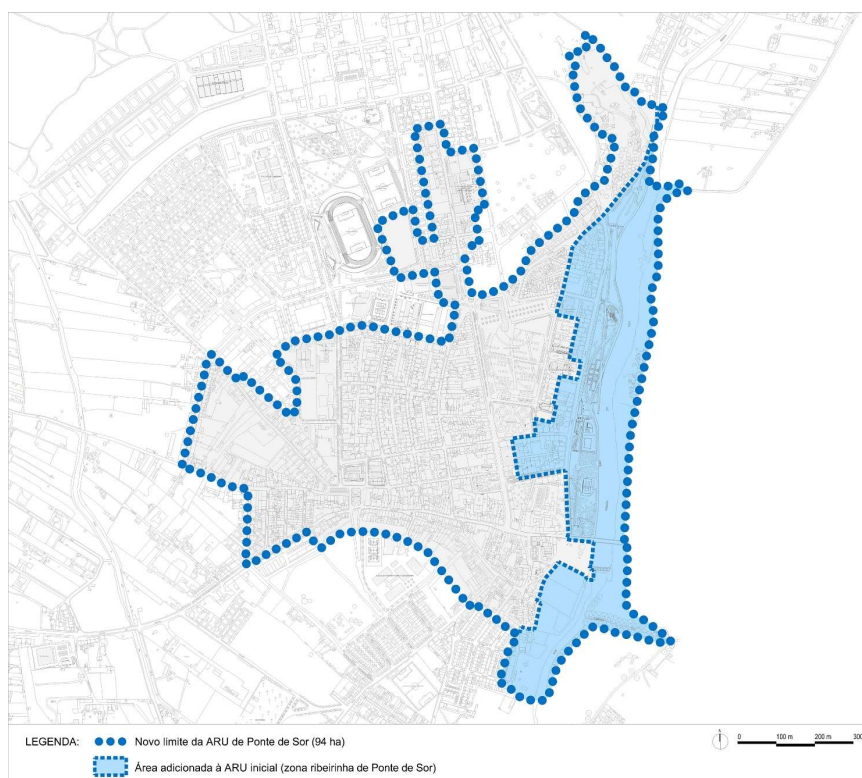 LEGENDA: Novo limite da ARU de Ponte de Sor (94 ha)
Área adicionada à ARU inicial (zona ribeirinha de Ponte de Sor)
0 100 m 200 m 300